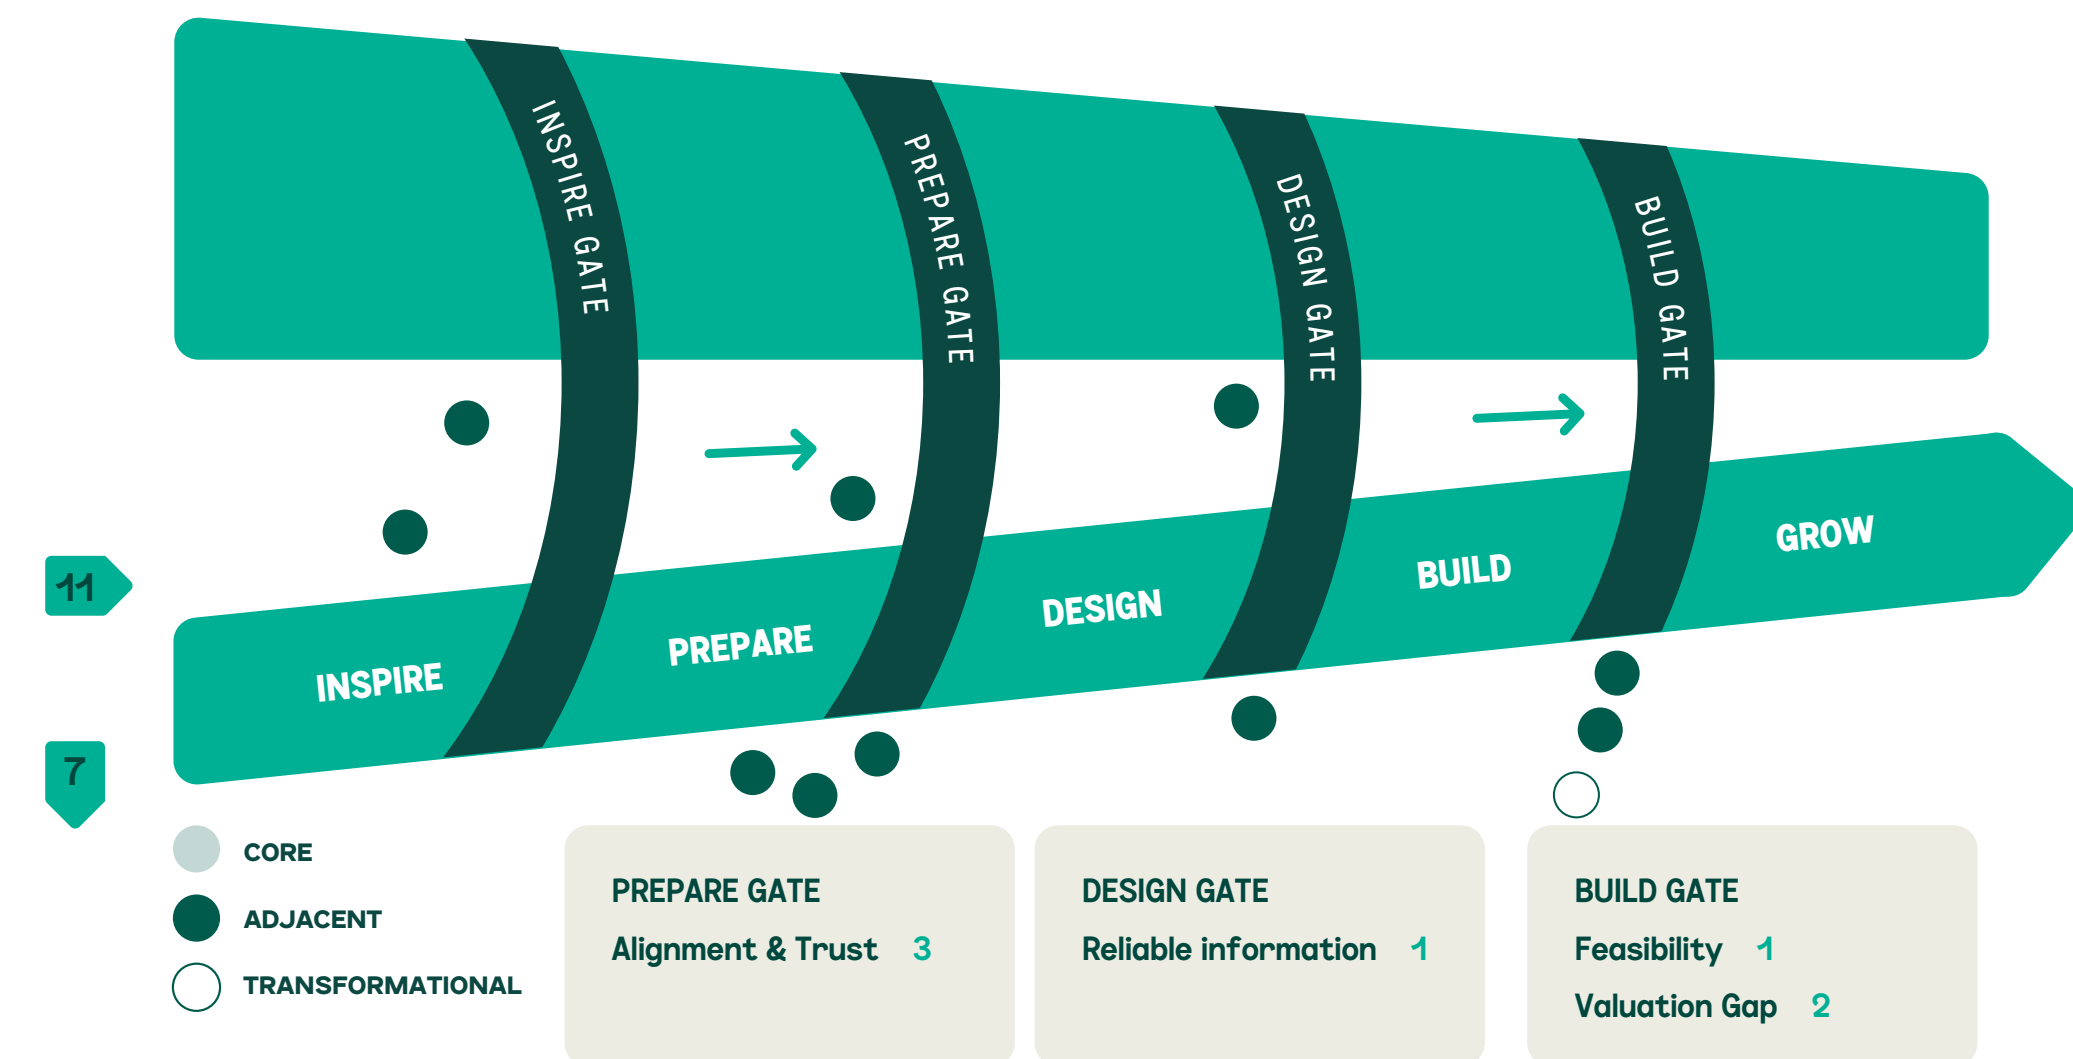 INSPIRE GATE
PREPARE GATE
DESIGN GATE
BUILD GATE
INSPIRE
PREPARE
DESIGN
BUILD
GROW
11
7
CORE
ADJACENT
TRANSFORMATIONAL
PREPARE GATE
Alignment & Trust 3
DESIGN GATE
Reliable information 1
BUILD GATE
Feasibility 1
Valuation Gap 2